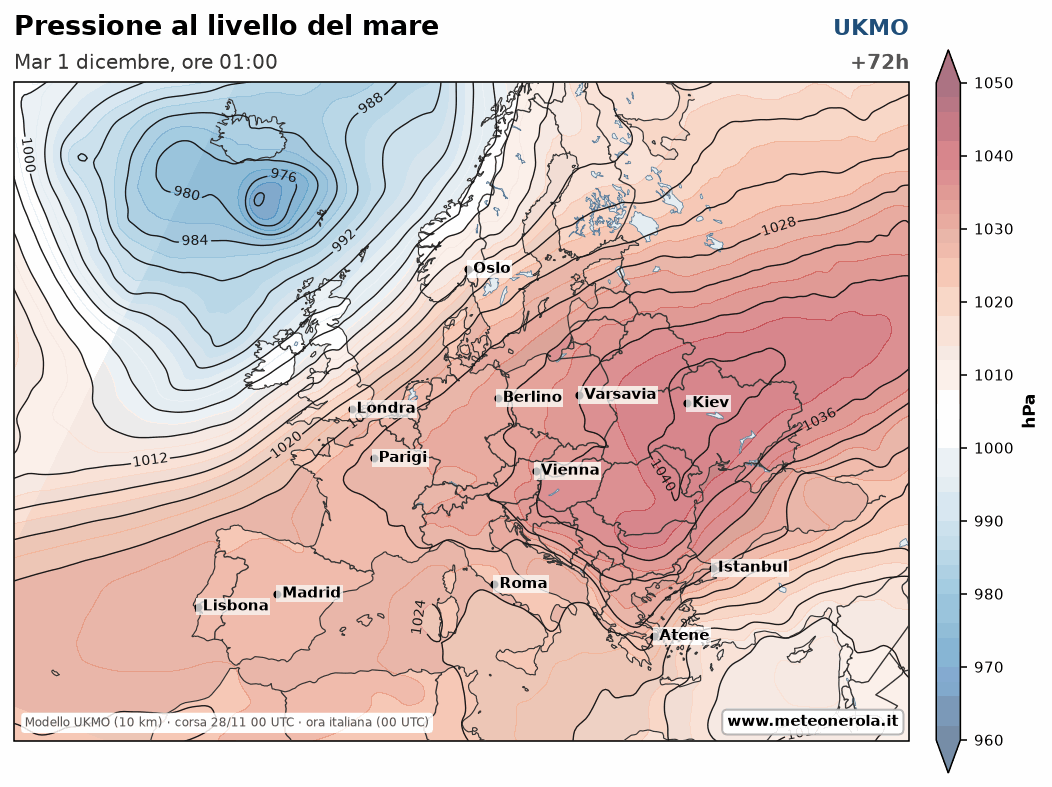 Pressione al livello del mare
UKMO
Mar 1 dicembre, ore 01:00
+72h
988
1000
976
980
984
992
1028
Oslo
Berlino
Varsavia
Kiev
Londra
1036
1020
1012
Parigi
Vienna
1040
Istanbul
Roma
Madrid
Lisbona
1024
Atene
Modello UKMO (10 km) · corsa 28/11 00 UTC · ora italiana (00 UTC)
www.meteonerola.it
1050
1040
1030
1020
1010
1000
990
980
970
960
hPa